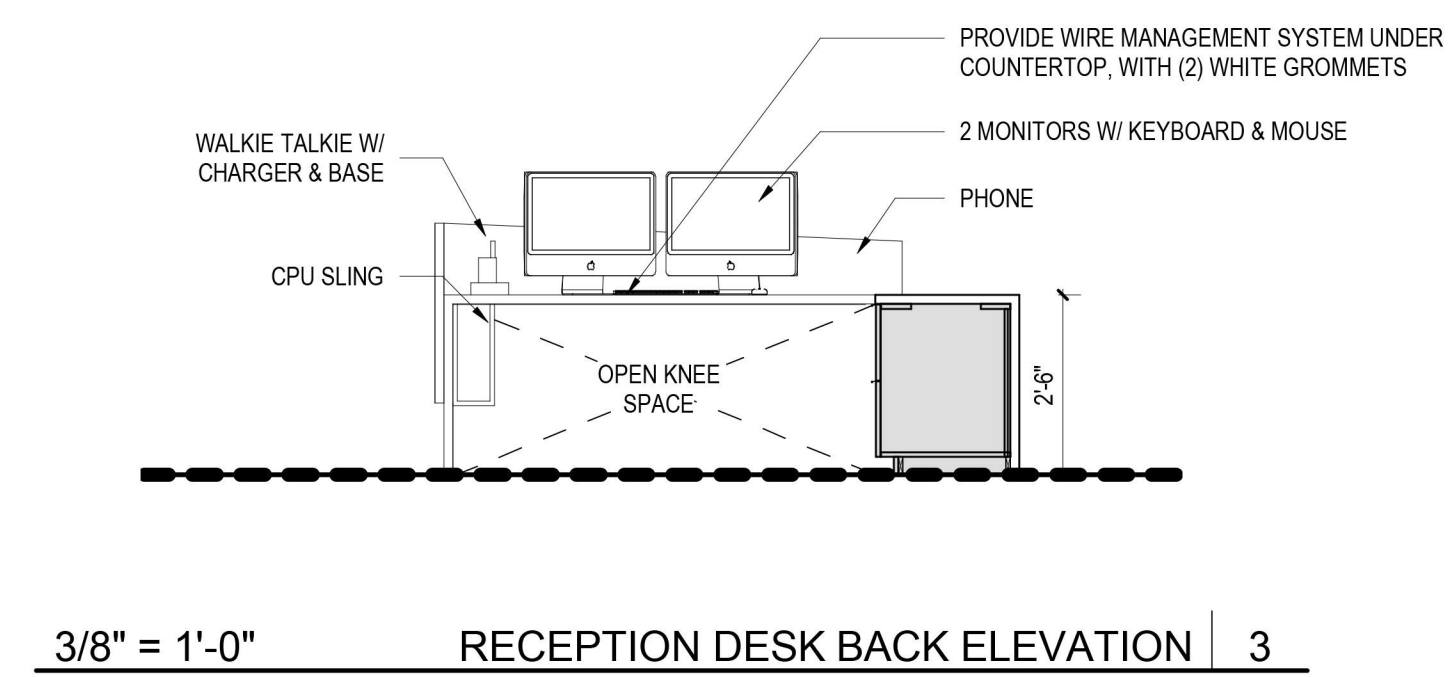 PROVIDE WIRE MANAGEMENT SYSTEM UNDER
COUNTERTOP, WITH (2) WHITE GROMMETS
2 MONITORS W/ KEYBOARD & MOUSE
WALKIE TALKIE W/
CHARGER & BASE
PHONE
CPU SLING
OPEN KNEE
SPACE
2'-6"
3/8" = 1'-0"
RECEPTION DESK BACK ELEVATION
3